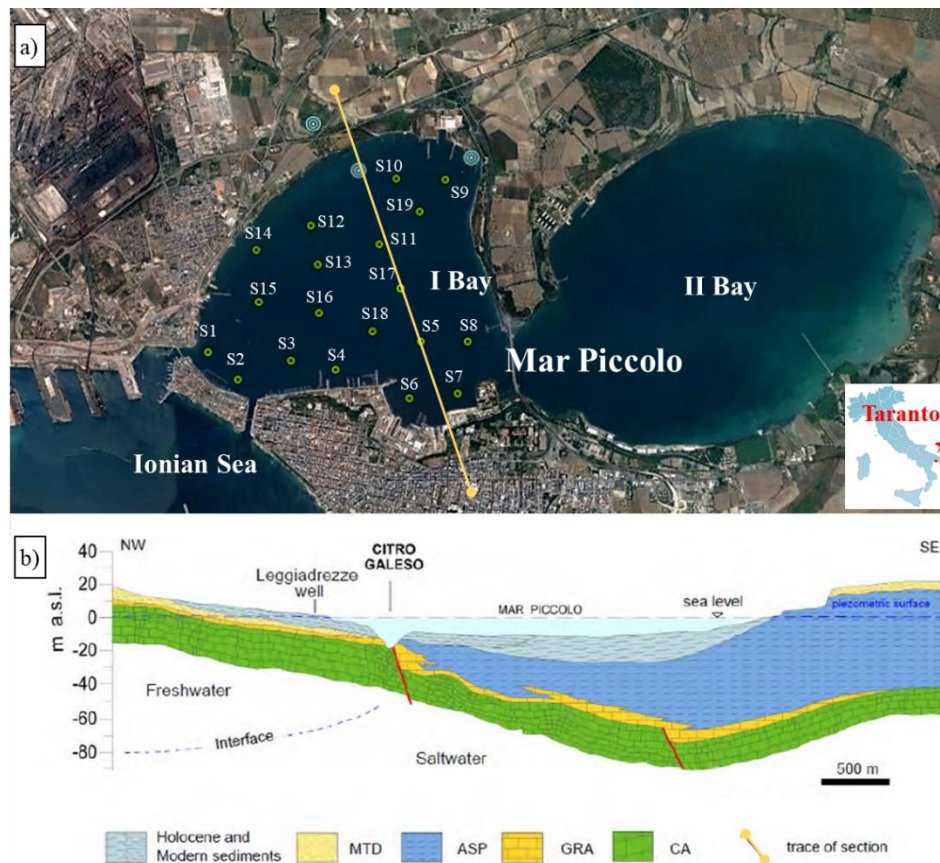 a)
S10
S9
S19
S12
S14
S11
S13
I Bay
II Bay
S17
S15
S16
S18
S5
S8
S1
Mar Piccolo
S3
S4
S2
S7
S6
Taranto
Ionian Sea
b)
NW
CITRO
GALESO
SE
40
Leggiadrezze
well
20
MAR PICCOLO
sea level
piezometric surface
0
m a.s.l.
-20
-40
Freshwater
-60
Interface
Saltwater
-80
500 m
Holocene and
Modern sediments
MTD
ASP
GRA
CA
trace of section